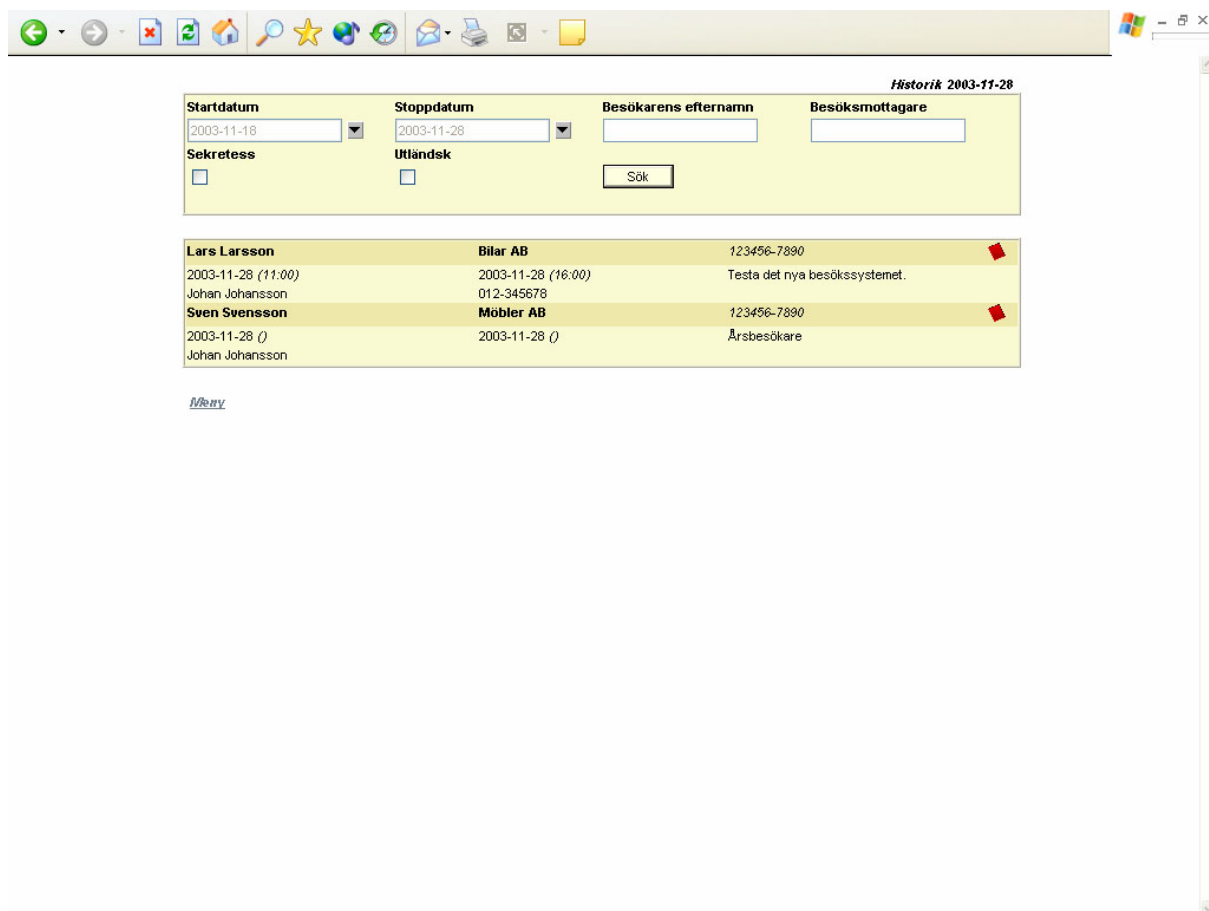 Historik 2003-11-28
Startdatum Stoppdatum Besökarens efternamn Besöksmottagare
2003-11-18 2003-11-28
Sekretess Utländsk
Sök
Lars Larsson Bilar AB 123456-7890
2003-11-28 (11:00) 2003-11-28 (16:00) Testa det nya besökssystemet.
Johan Johansson 012-345678
Sven Svensson Möbler AB 123456-7890
2003-11-28 () 2003-11-28 () Årsbesökare
Johan Johansson
Meny